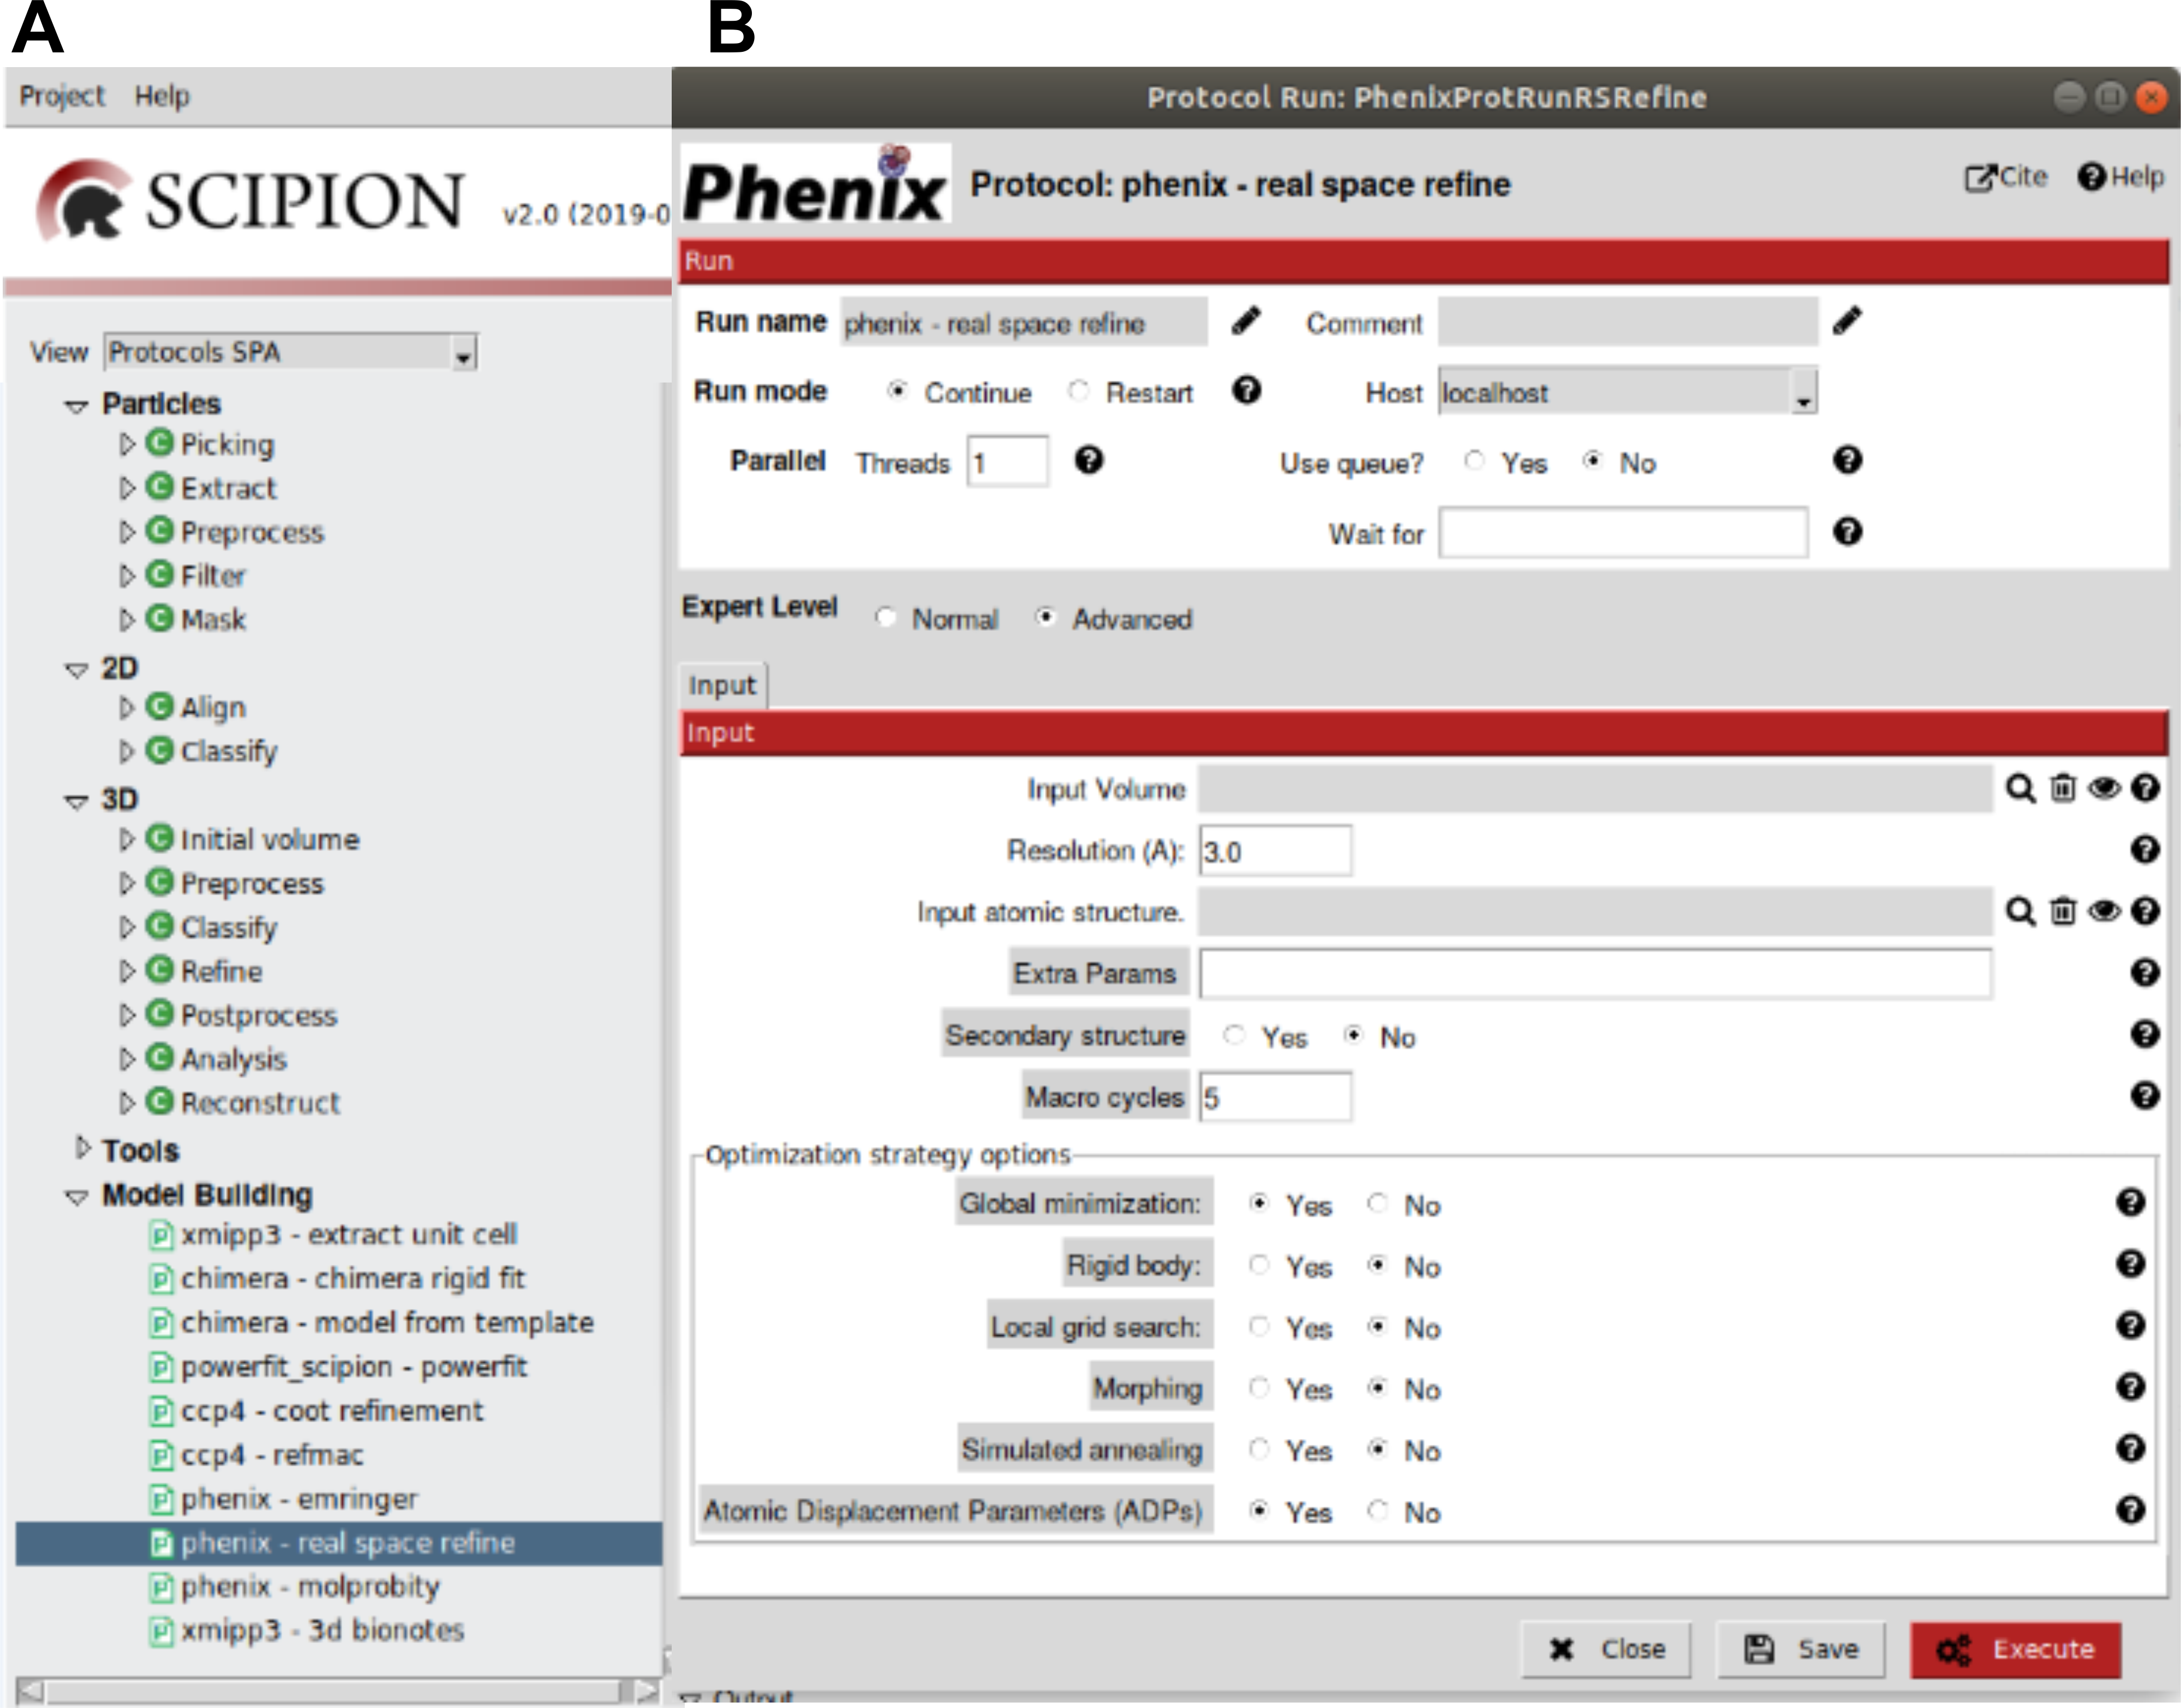 A
Project Help
SCIPION v2.0 (2019-0
View Protocols SPA
Particles
Picking
Extract
Preprocess
Filter
Mask
2D
Align
Classify
3D
Initial volume
Preprocess
Classify
Refine
Postprocess
Analysis
Reconstruct
Tools
Model Building
xmipp3 - extract unit cell
chimera - chimera rigid fit
chimera - model from template
powerfit_scipion - powerfit
ccp4 - coot refinement
ccp4 - refmac
phenix - emringer
phenix - real space refine
phenix - molprobity
xmipp3 - 3d bionotes
B
Protocol Run: PhenixProtRunRSRefine
Phenix Protocol: phenix - real space refine Cite Help
Run
Run name phenix - real space refine Comment
Run mode Continue Restart Host localhost
Parallel Threads 1 Use queue? Yes No
Wait for
Expert Level Normal Advanced
Input
Input
Input Volume
Resolution (A): 3.0
Input atomic structure.
Extra Params
Secondary structure Yes No
Macro cycles 5
Optimization strategy options
Global minimization: Yes No
Rigid body: Yes No
Local grid search: Yes No
Morphing Yes No
Simulated annealing Yes No
Atomic Displacement Parameters (ADPs) Yes No
Close Save Execute
Output